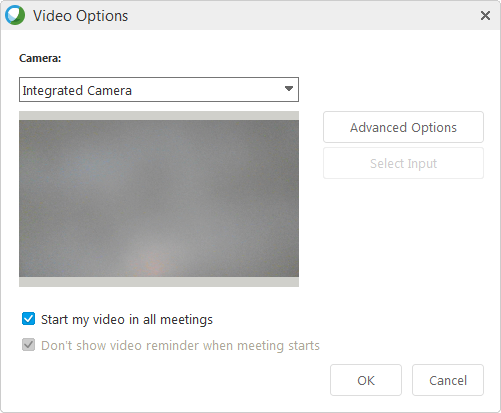 Video Options
Camera:
Integrated Camera
Advanced Options
Select Input
Start my video in all meetings
Don't show video reminder when meeting starts
OK
Cancel